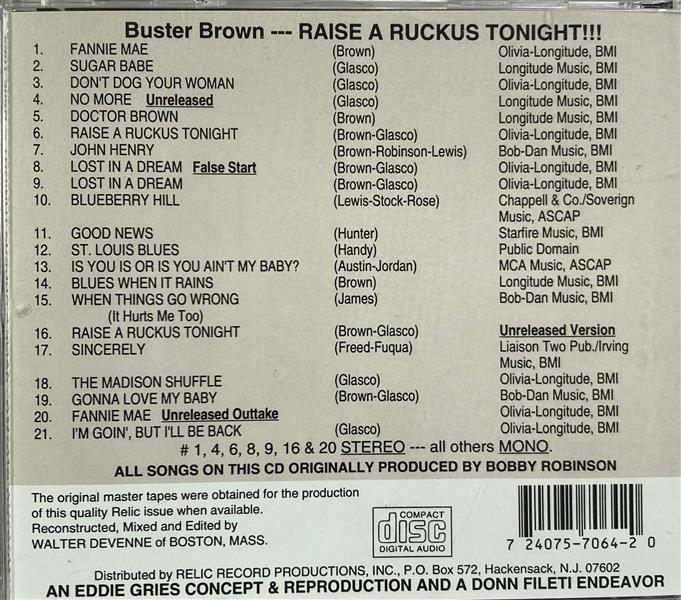 Buster Brown --- RAISE A RUCKUS TONIGHT!!!
1. FANNIE MAE (Brown) Olivia-Longitude, BMI
2. SUGAR BABE (Glasco) Longitude Music, BMI
3. DON'T DOG YOUR WOMAN (Glasco) Olivia-Longitude, BMI
4. NO MORE Unreleased (Glasco) Longitude Music, BMI
5. DOCTOR BROWN (Brown) Longitude Music, BMI
6. RAISE A RUCKUS TONIGHT (Brown-Glasco) Olivia-Longitude, BMI
7. JOHN HENRY (Brown-Robinson-Lewis) Bob-Dan Music, BMI
8. LOST IN A DREAM False Start (Brown-Glasco) Olivia-Longitude, BMI
9. LOST IN A DREAM (Brown-Glasco) Olivia-Longitude, BMI
10. BLUEBERRY HILL (Lewis-Stock-Rose) Chappell & Co./Soverign
Music, ASCAP
11. GOOD NEWS (Hunter) Starfire Music, BMI
12. ST. LOUIS BLUES (Handy) Public Domain
13. IS YOU IS OR IS YOU AIN'T MY BABY? (Austin-Jordan) MCA Music, ASCAP
14. BLUES WHEN IT RAINS (Brown) Longitude Music, BMI
15. WHEN THINGS GO WRONG (James) Bob-Dan Music, BMI
(It Hurts Me Too)
16. RAISE A RUCKUS TONIGHT (Brown-Glasco) Unreleased Version
17. SINCERELY (Freed-Fuqua) Liaison Two Pub./Irving
Music, BMI
18. THE MADISON SHUFFLE (Glasco) Olivia-Longitude, BMI
19. GONNA LOVE MY BABY (Brown-Glasco) Bob-Dan Music, BMI
20. FANNIE MAE Unreleased Outtake Olivia-Longitude, BMI
21. I'M GOIN', BUT I'LL BE BACK (Glasco) Olivia-Longitude, BMI
# 1, 4, 6, 8, 9, 16 & 20 STEREO --- all others MONO.
ALL SONGS ON THIS CD ORIGINALLY PRODUCED BY BOBBY ROBINSON
The original master tapes were obtained for the production
of this quality Relic issue when available.
Reconstructed, Mixed and Edited by
WALTER DEVENNE of BOSTON, MASS.
COMPACT
disc
DIGITAL AUDIO
7 24075-7064-2 0
Distributed by RELIC RECORD PRODUCTIONS, INC., P.O. Box 572, Hackensack, N.J. 07602
AN EDDIE GRIES CONCEPT & REPRODUCTION AND A DONN FILETI ENDEAVOR